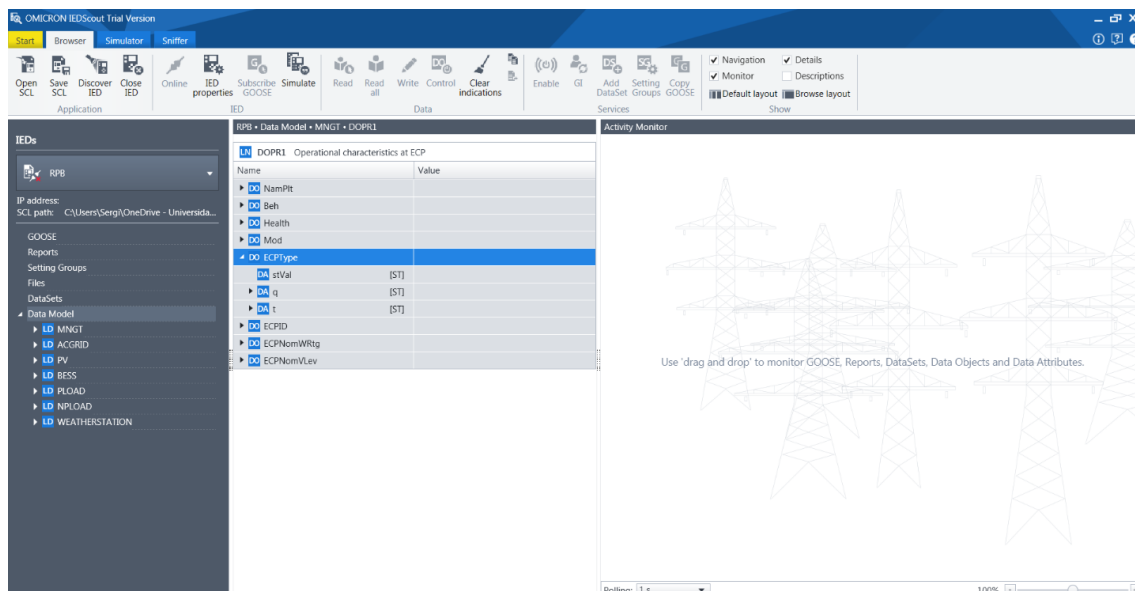 OMICRON IEDScout Trial Version
Start Browser Simulator Sniffer
Open SCL
Save SCL
Discover IED
Close IED
Application
Online
IED properties
Subscribe GOOSE
Simulate
IED
Read
Read all
Write
Control
Clear indications
Data
Enable
GI
Add DataSet
Setting Groups
Copy GOOSE
Services
Navigation
Details
Monitor
Descriptions
Default layout
Browse layout
Show
IEDs
RPB
IP address:
SCL path: C:\Users\Sergi\OneDrive - Universida...
GOOSE
Reports
Setting Groups
Files
DataSets
Data Model
LD MNGT
LD ACGRID
LD PV
LD BESS
LD PLOAD
LD NPLOAD
LD WEATHERSTATION
RPB • Data Model • MNGT • DOPR1
LN DOPR1 Operational characteristics at ECP
Name Value
DO NamPlt
DO Beh
DO Health
DO Mod
DO ECPType
DA stVal [ST]
DA q [ST]
DA t [ST]
DO ECPID
DO ECPNomWRtg
DO ECPNomVLev
Activity Monitor
Use 'drag and drop' to monitor GOOSE, Reports, DataSets, Data Objects and Data Attributes.
Polling: 1 s
100%